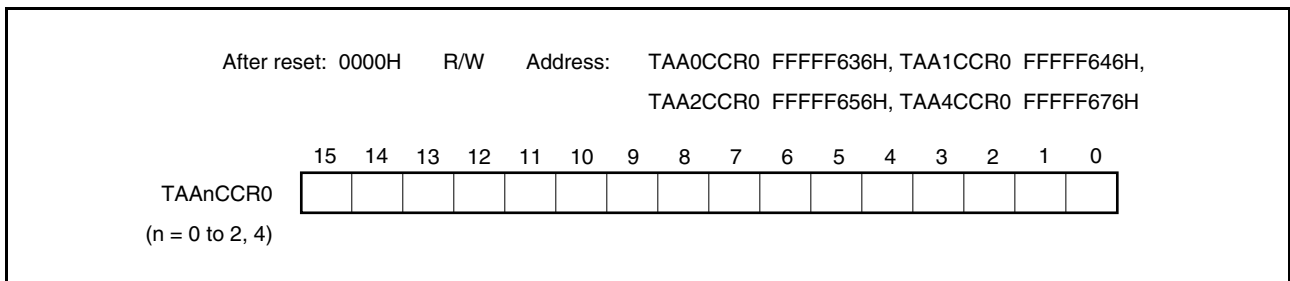 After reset: 0000H R/W Address: TAA0CCR0 FFFFF636H, TAA1CCR0 FFFFF646H,
TAA2CCR0 FFFFF656H, TAA4CCR0 FFFFF676H
15 14 13 12 11 10 9 8 7 6 5 4 3 2 1 0
TAAnCCR0
(n = 0 to 2, 4)